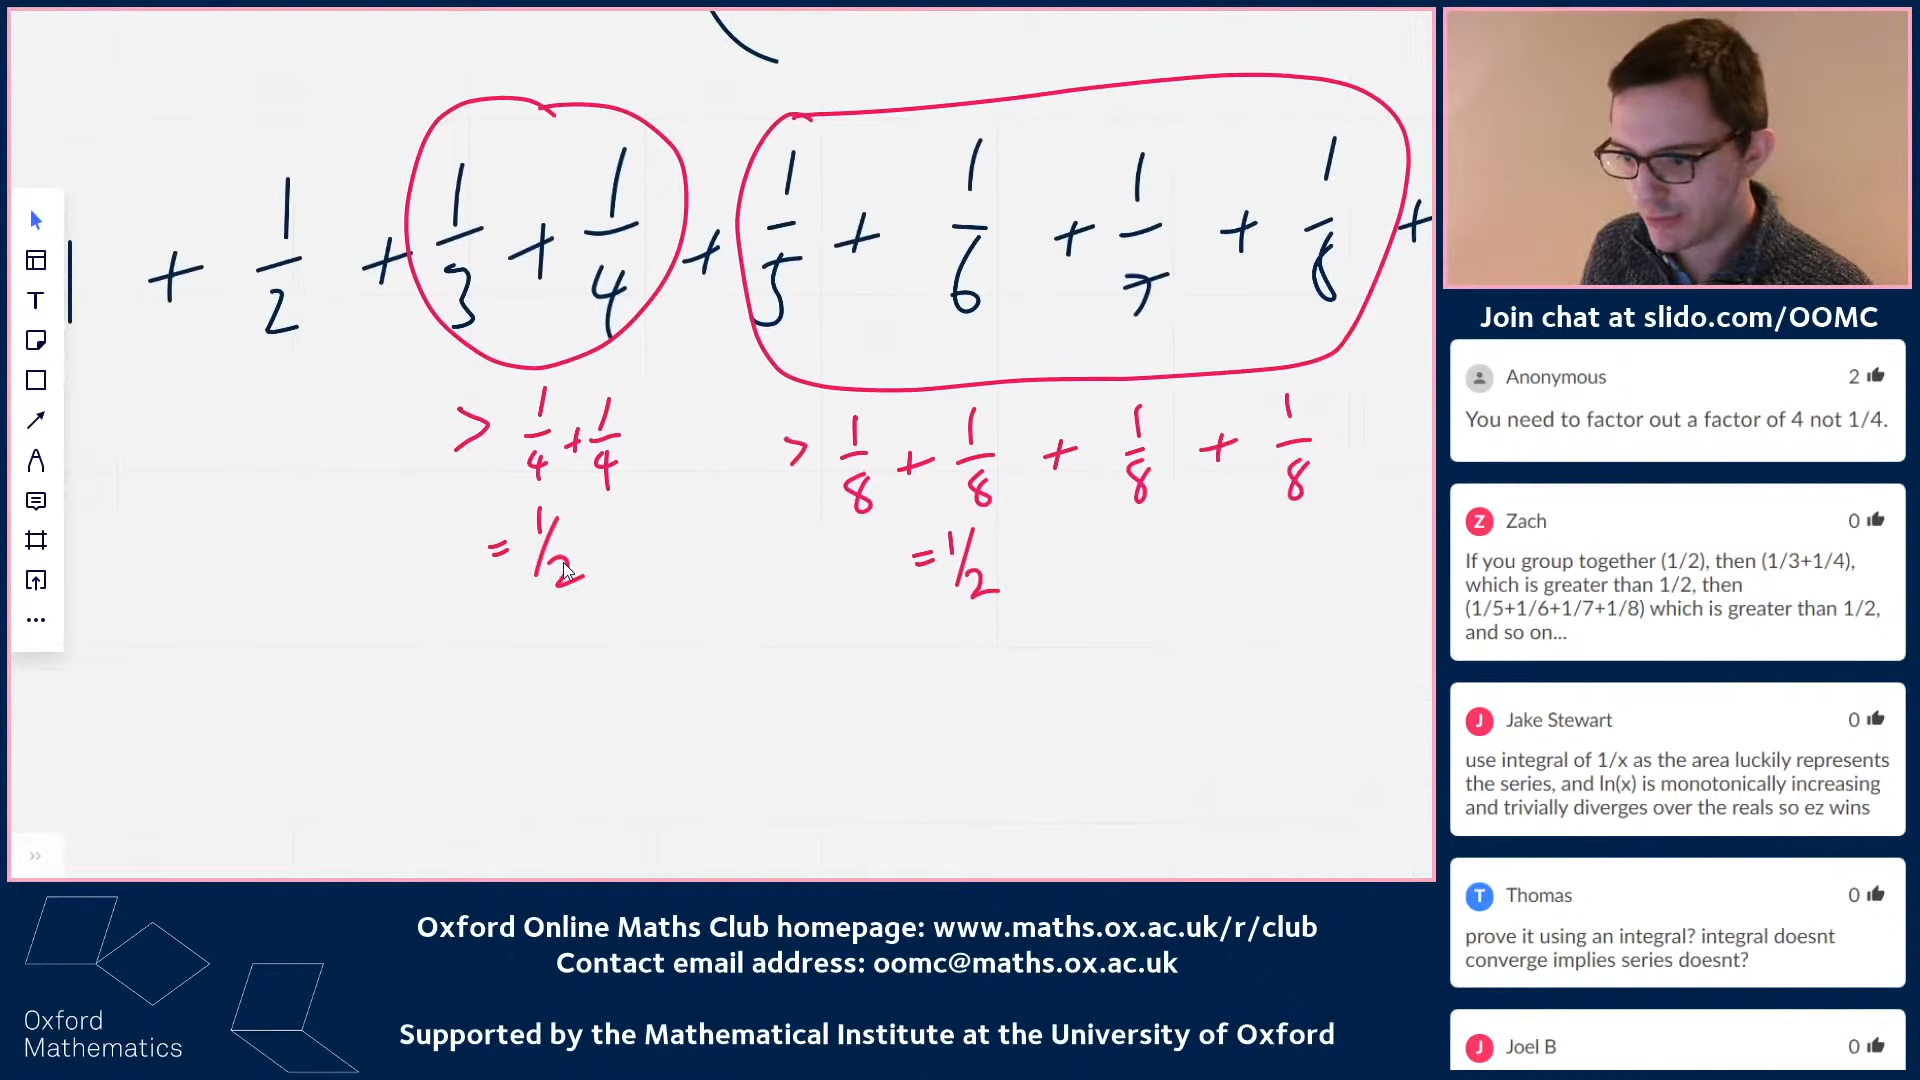 1 + 1/2 + 1/3 + 1/4 + 1/5 + 1/6 + 1/7 + 1/8 +
> 1/4 + 1/4
= 1/2
> 1/8 + 1/8 + 1/8 + 1/8
= 1/2
T
Join chat at slido.com/OOMC
Anonymous 2
You need to factor out a factor of 4 not 1/4.
Z Zach 0
If you group together (1/2), then (1/3+1/4),
which is greater than 1/2, then
(1/5+1/6+1/7+1/8) which is greater than 1/2,
and so on...
J Jake Stewart 0
use integral of 1/x as the area luckily represents
the series, and ln(x) is monotonically increasing
and trivially diverges over the reals so ez wins
T Thomas 0
prove it using an integral? integral doesnt
converge implies series doesnt?
J Joel B 0
Oxford
Mathematics
Oxford Online Maths Club homepage: www.maths.ox.ac.uk/r/club
Contact email address: oomc@maths.ox.ac.uk
Supported by the Mathematical Institute at the University of Oxford